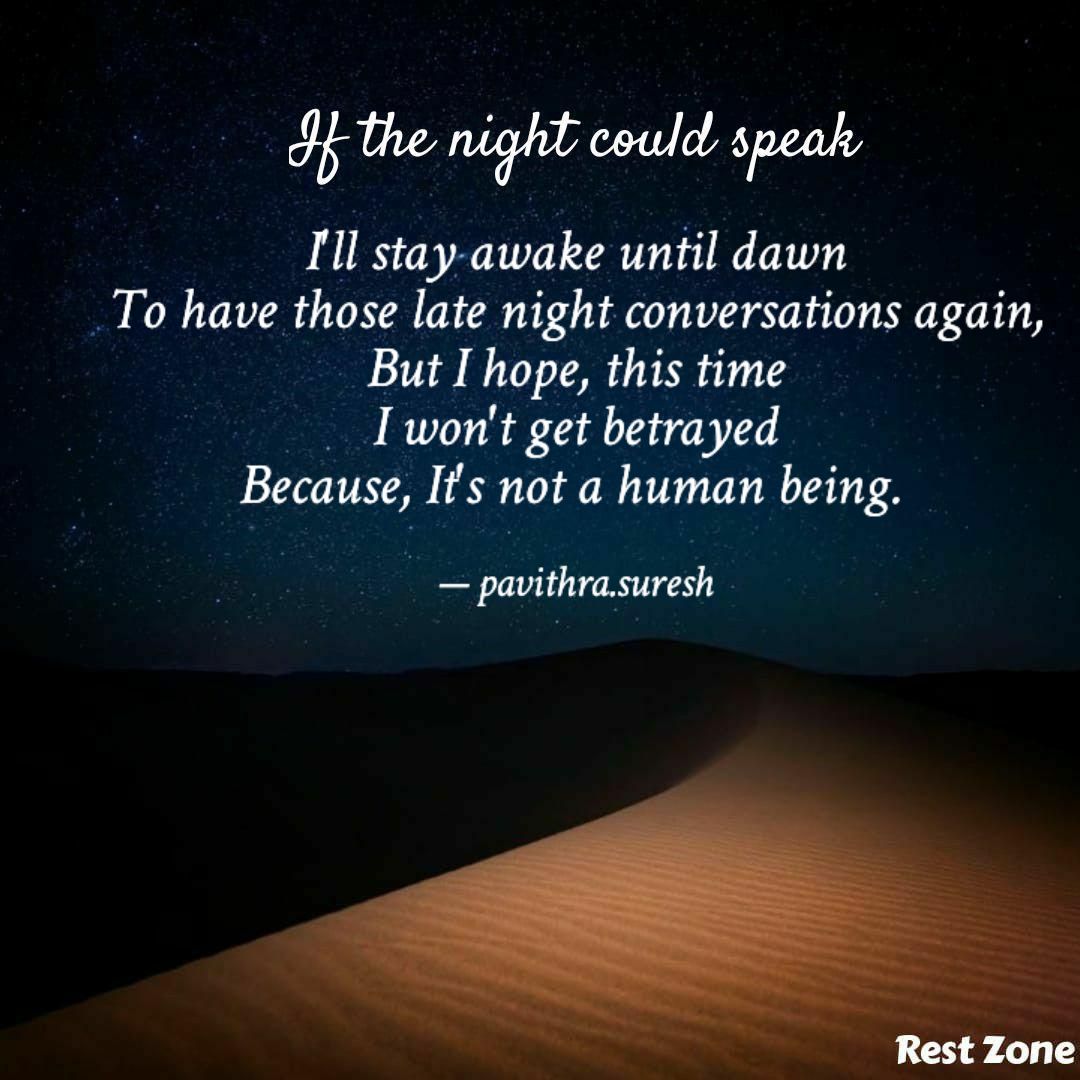 If the night could speak
I'll stay awake until dawn
To have those late night conversations again,
But I hope, this time
I won't get betrayed
Because, It's not a human being.
— pavithra.suresh
Rest Zone